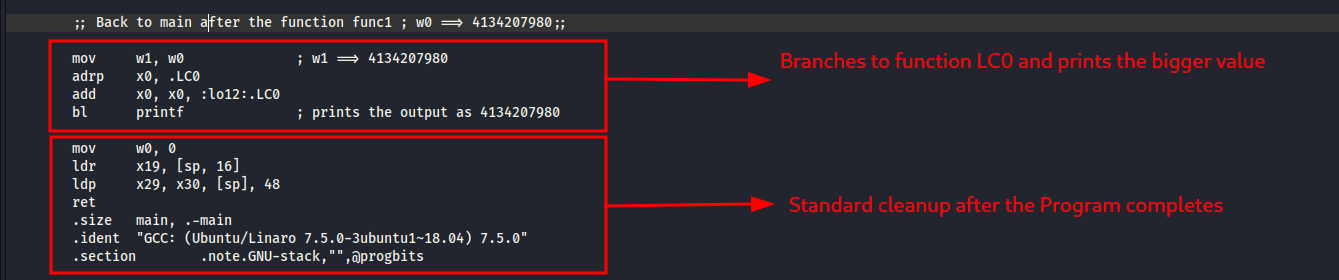 ;; Back to main after the function func1 ; w0 ==> 4134207980;;
mov w1, w0 ; w1 ==> 4134207980
adrp x0, .LC0
add x0, x0, :lo12:.LC0
bl printf ; prints the output as 4134207980
Branches to function LC0 and prints the bigger value
mov w0, 0
ldr x19, [sp, 16]
ldp x29, x30, [sp], 48
ret
.size main, .-main
.ident "GCC: (Ubuntu/Linaro 7.5.0-3ubuntu1~18.04) 7.5.0"
.section .note.GNU-stack,"",@progbits
Standard cleanup after the Program completes